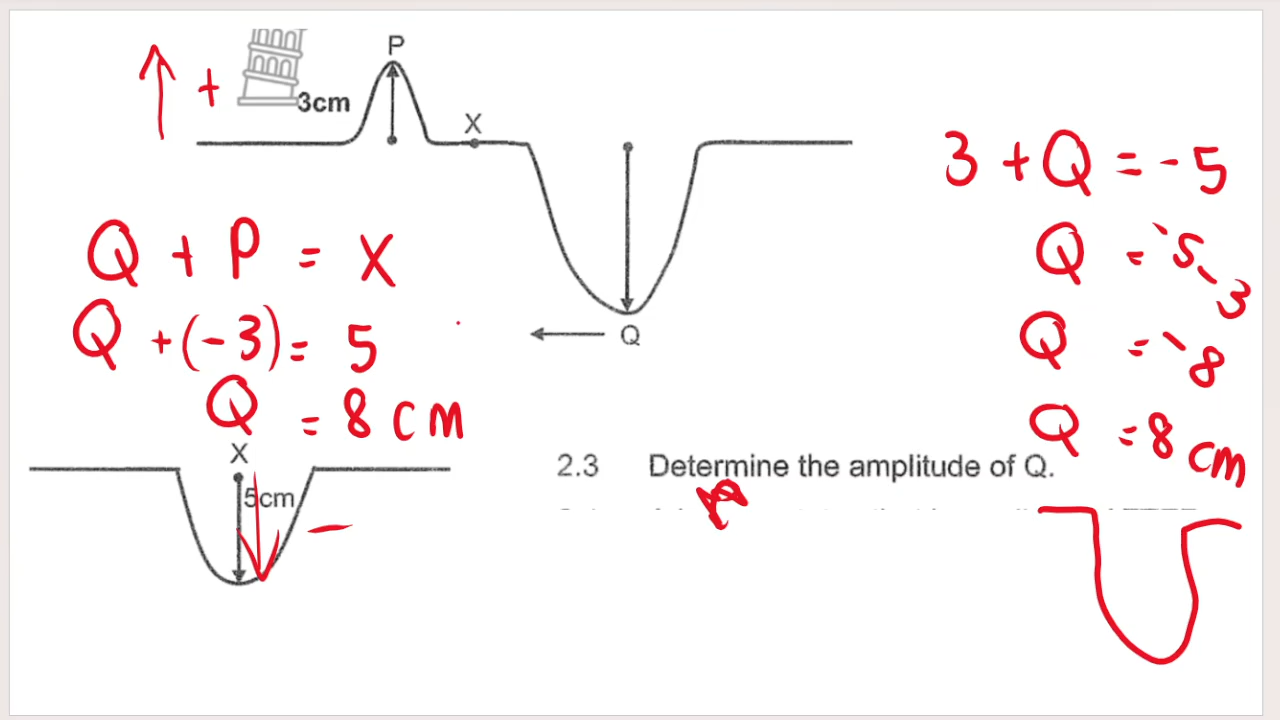 P
+
3cm
X
3 + Q = -5
Q + P = X
Q = -5 - 3
Q + (-3) = 5
Q
Q = -8
Q = 8 cm
Q = 8 cm
X
2.3 Determine the amplitude of Q.
5cm
-